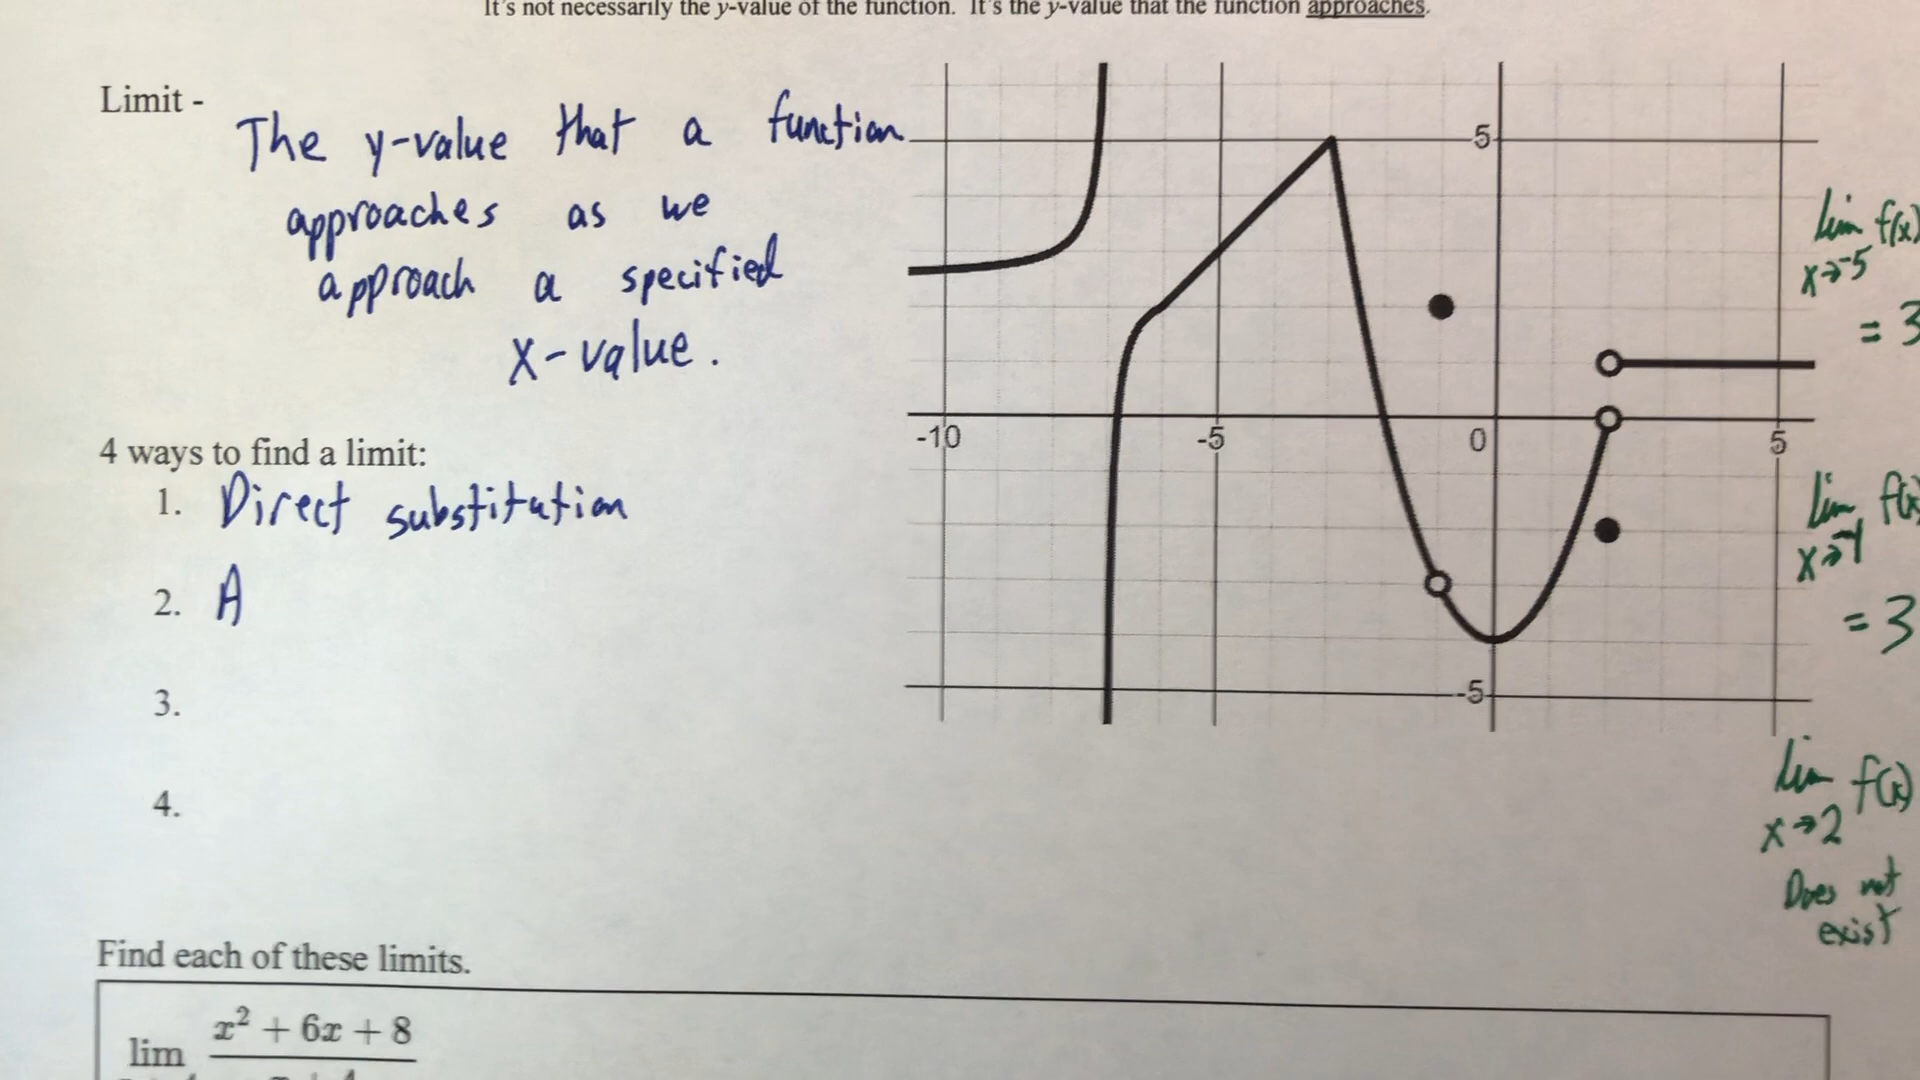 It's not necessarily the y-value of the function. It's the y-value that the function approaches.
Limit -
The y-value that a function
approaches as we
approach a specified
x-value.
4 ways to find a limit:
1. Direct substitution
2. A
3.
4.
5
-10 -5 0 5
-5
lim f(x)
x→-5
= 3
lim f(x)
x→-1
= 3
lim f(x)
x→2
Does not
exist
Find each of these limits.
x² + 6x + 8
lim